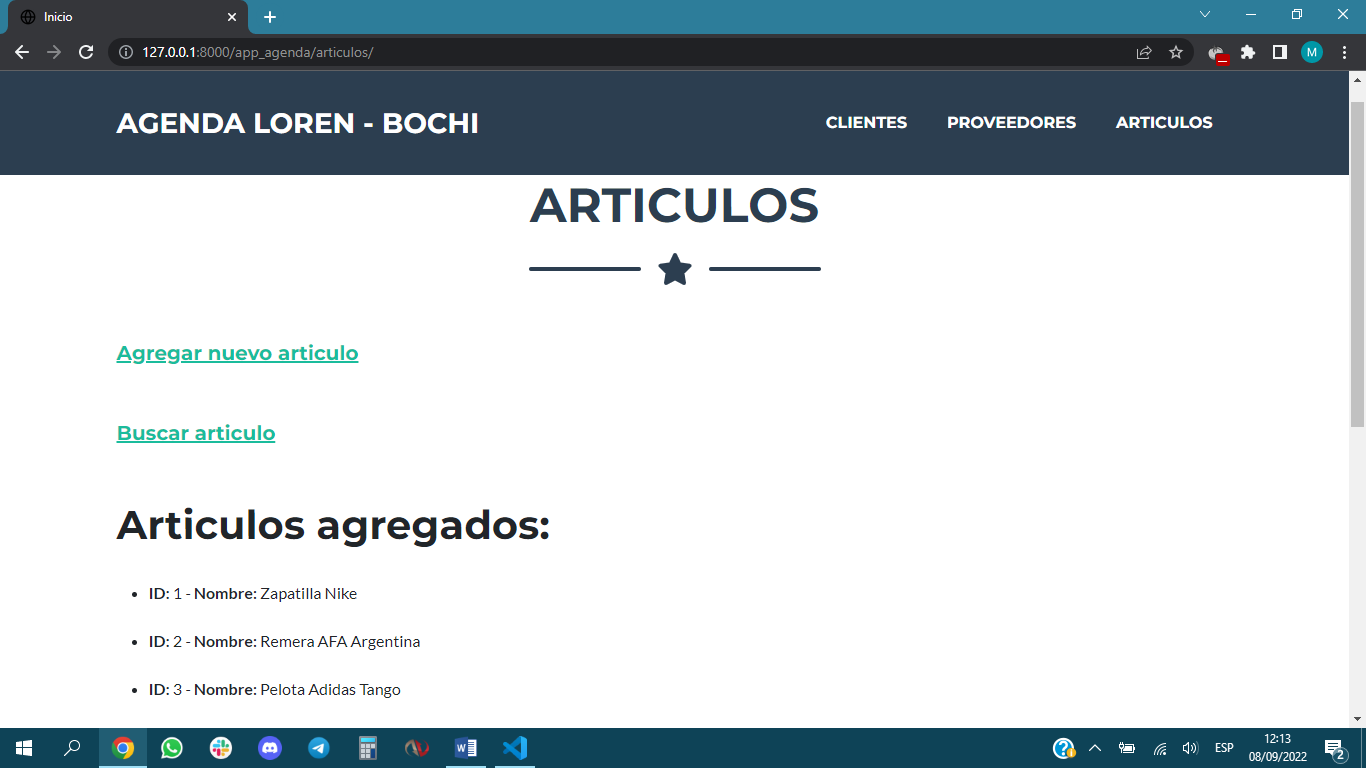 Inicio
127.0.0.1:8000/app_agenda/articulos/
M
AGENDA LOREN - BOCHI
CLIENTES PROVEEDORES ARTICULOS
ARTICULOS
Agregar nuevo articulo
Buscar articulo
Articulos agregados:
ID: 1 - Nombre: Zapatilla Nike
ID: 2 - Nombre: Remera AFA Argentina
ID: 3 - Nombre: Pelota Adidas Tango
ESP
12:13
08/09/2022
2